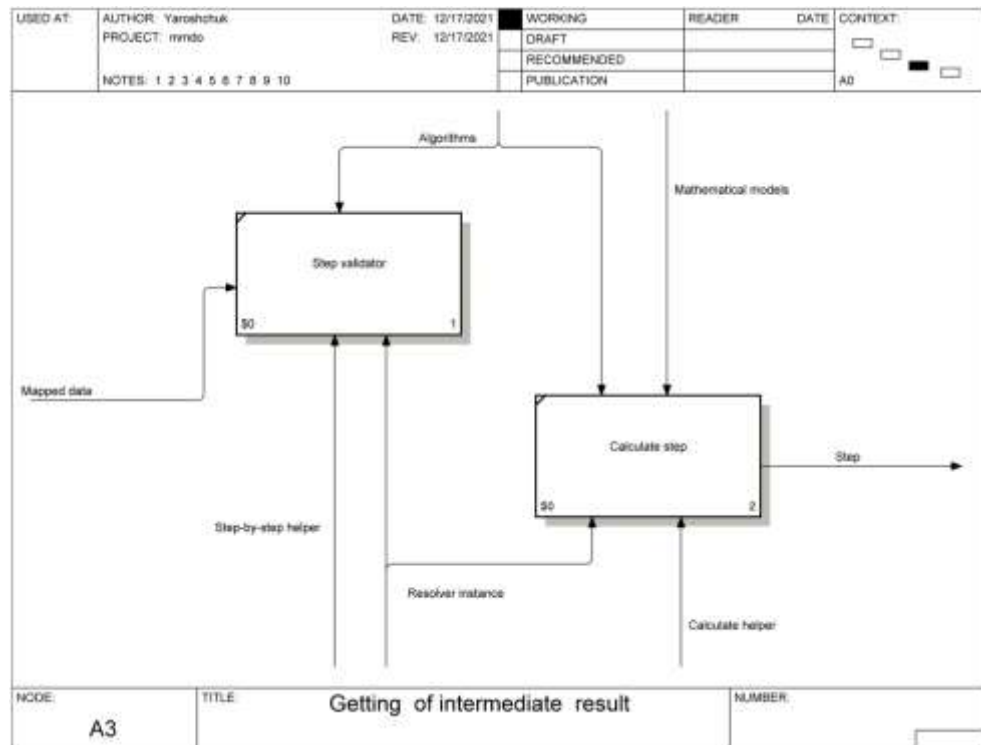 USED AT:
AUTHOR: Yaroshchuk
DATE: 12/17/2021
WORKING
READER
DATE
CONTEXT:
PROJECT: mmdo
REV: 12/17/2021
DRAFT
RECOMMENDED
NOTES: 1 2 3 4 5 6 7 8 9 10
PUBLICATION
A0
Algorithms
Mathematical models
Step validator
$0
1
Mapped data
Calculate step
Step
$0
2
Step-by-step helper
Resolver instance
Calculate helper
NODE:
TITLE:
Getting of intermediate result
NUMBER:
A3